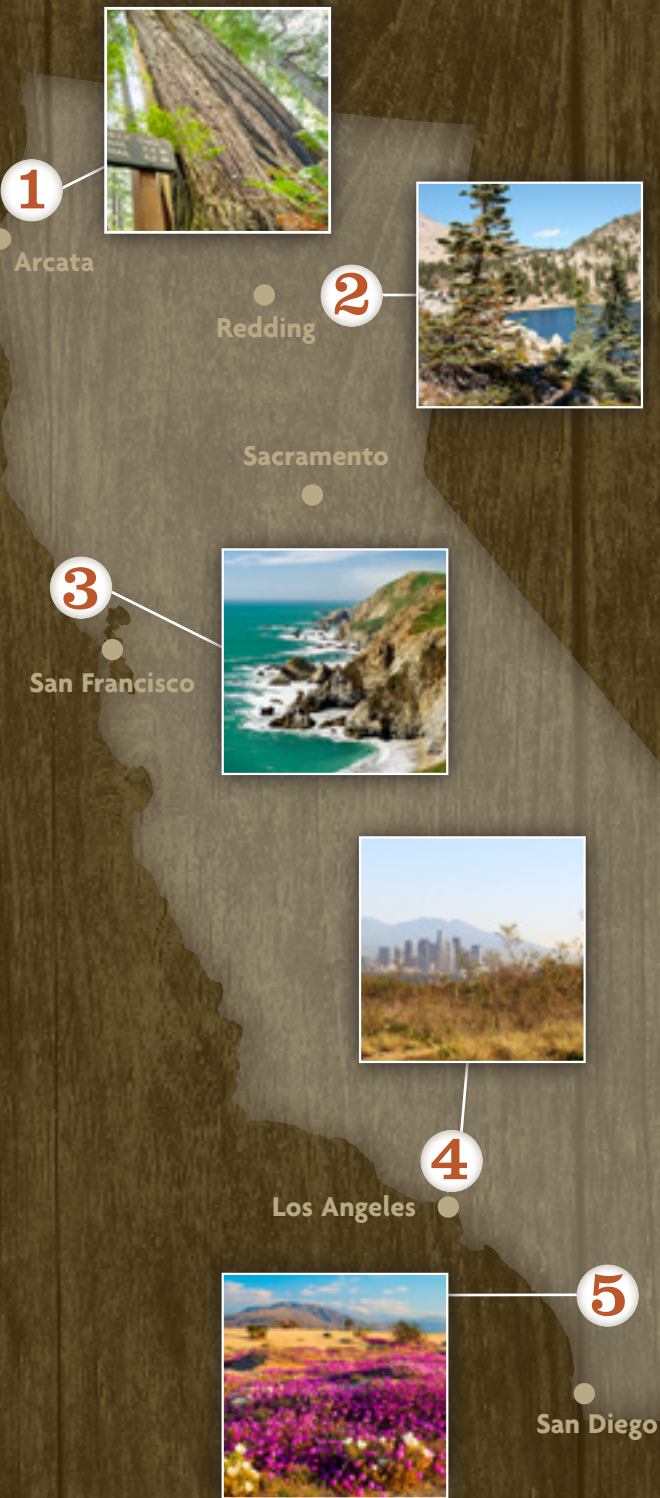 1
Arcata
2
Redding
Sacramento
3
San Francisco
4
Los Angeles
5
San Diego